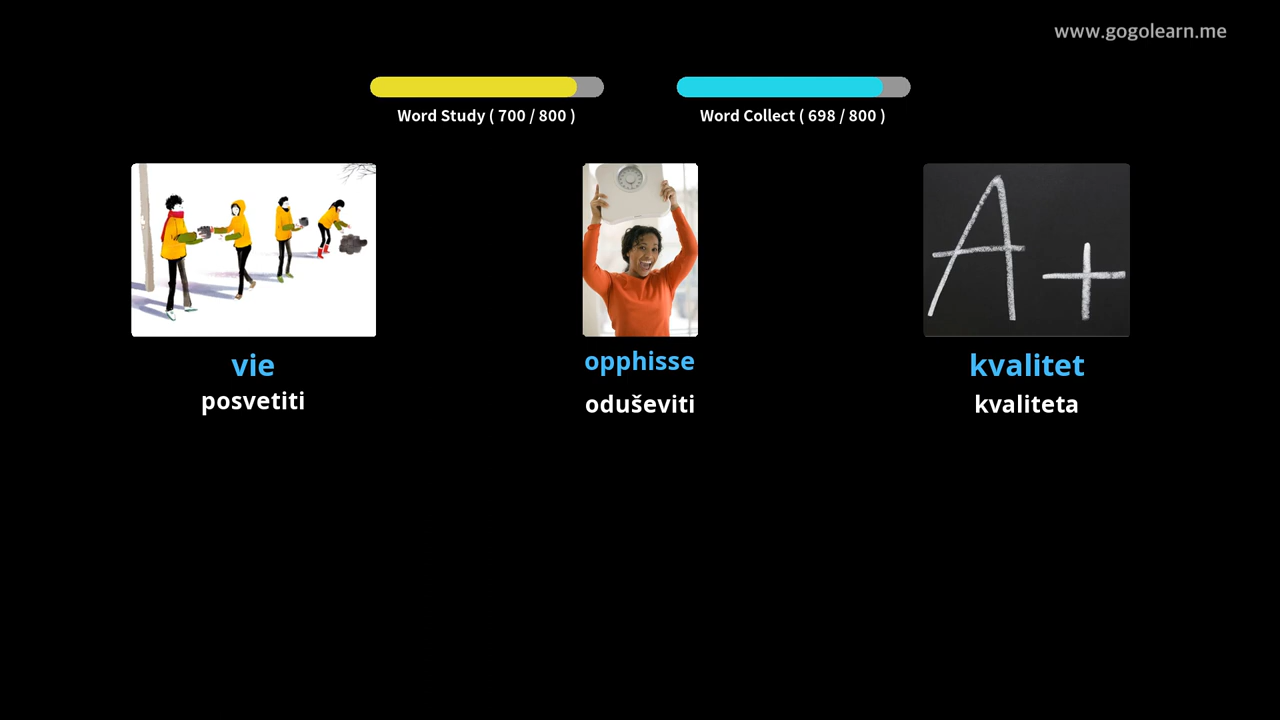 www.gogolearn.me
Word Study ( 700 / 800 )
Word Collect ( 698 / 800 )
vie
posvetiti
opphisse
oduševiti
A+
kvalitet
kvaliteta